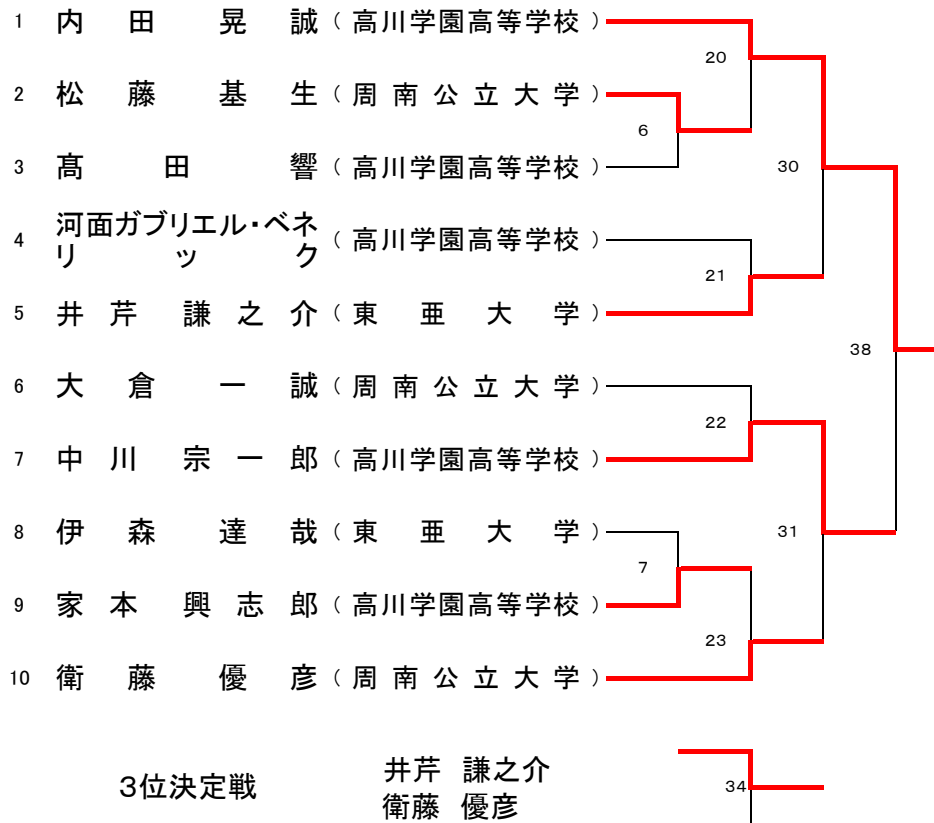 1 内田晃誠（高川学園高等学校）
20
2 松藤基生（周南公立大学）
6
3 髙田響（高川学園高等学校）
30
河面ガブリエル・ベネ
4 （高川学園高等学校）
リック
21
5 井芹謙之介（東亜大学）
38
6 大倉一誠（周南公立大学）
22
7 中川宗一郎（高川学園高等学校）
8 伊森達哉（東亜大学）
31
7
9 家本興志郎（高川学園高等学校）
23
10 衛藤優彦（周南公立大学）
井芹 謙之介
3位決定戦
34
衛藤 優彦